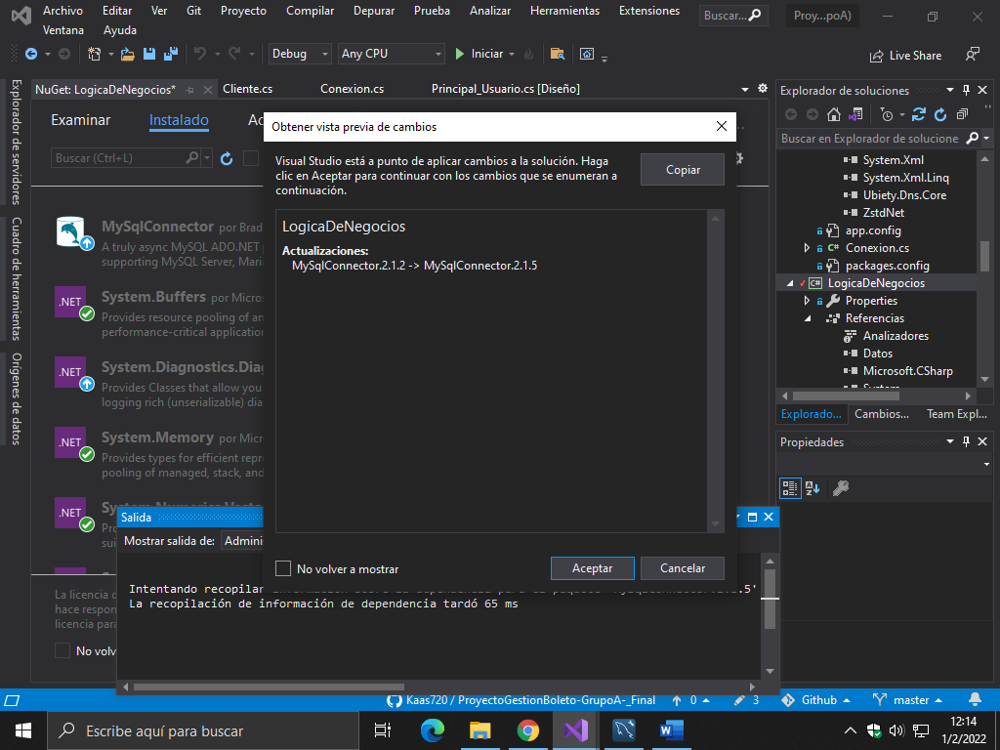 Archivo Editar Ver Git Proyecto Compilar Depurar Prueba Analizar Herramientas Extensiones Buscar... Proy...poA)
Ventana Ayuda
Debug Any CPU Iniciar Live Share
Explorador de servidores
Cuadro de herramientas
Orígenes de datos
NuGet: LogicaDeNegocios* Cliente.cs Conexion.cs Principal_Usuario.cs [Diseño]
Examinar Instalado
Buscar (Ctrl+L)
MySqlConnector por Brad
A truly async MySQL ADO.NET p
supporting MySQL Server, Mari
.NET
System.Buffers por Micros
Provides resource pooling of an
performance-critical application
.NET
System.Diagnostics.Dia
Provides Classes that allow you
logging rich (unserializable) dia
.NET
System.Memory por Micr
Provides types for efficient repr
pooling of managed, stack, and
.NET
La licencia
hace respon
licencia para
No volv
Obtener vista previa de cambios
Visual Studio está a punto de aplicar cambios a la solución. Haga
clic en Aceptar para continuar con los cambios que se enumeran a
continuación.
Copiar
LogicaDeNegocios
Actualizaciones:
MySqlConnector.2.1.2 -> MySqlConnector.2.1.5
No volver a mostrar
Aceptar
Cancelar
Salida
Mostrar salida de: Admini
Intentando recopilar
La recopilación de información de dependencia tardó 65 ms
Explorador de soluciones
Buscar en Explorador de solucione
System.Xml
System.Xml.Linq
Ubiety.Dns.Core
ZstdNet
app.config
Conexion.cs
packages.config
C# LogicaDeNegocios
Properties
Referencias
Analizadores
Datos
Microsoft.CSharp
Explorado... Cambios... Team Expl...
Propiedades
Kaas720 / ProyectoGestionBoleto-GrupoA-_Final 0 3 Github master
Escribe aquí para buscar
12:14
1/2/2022